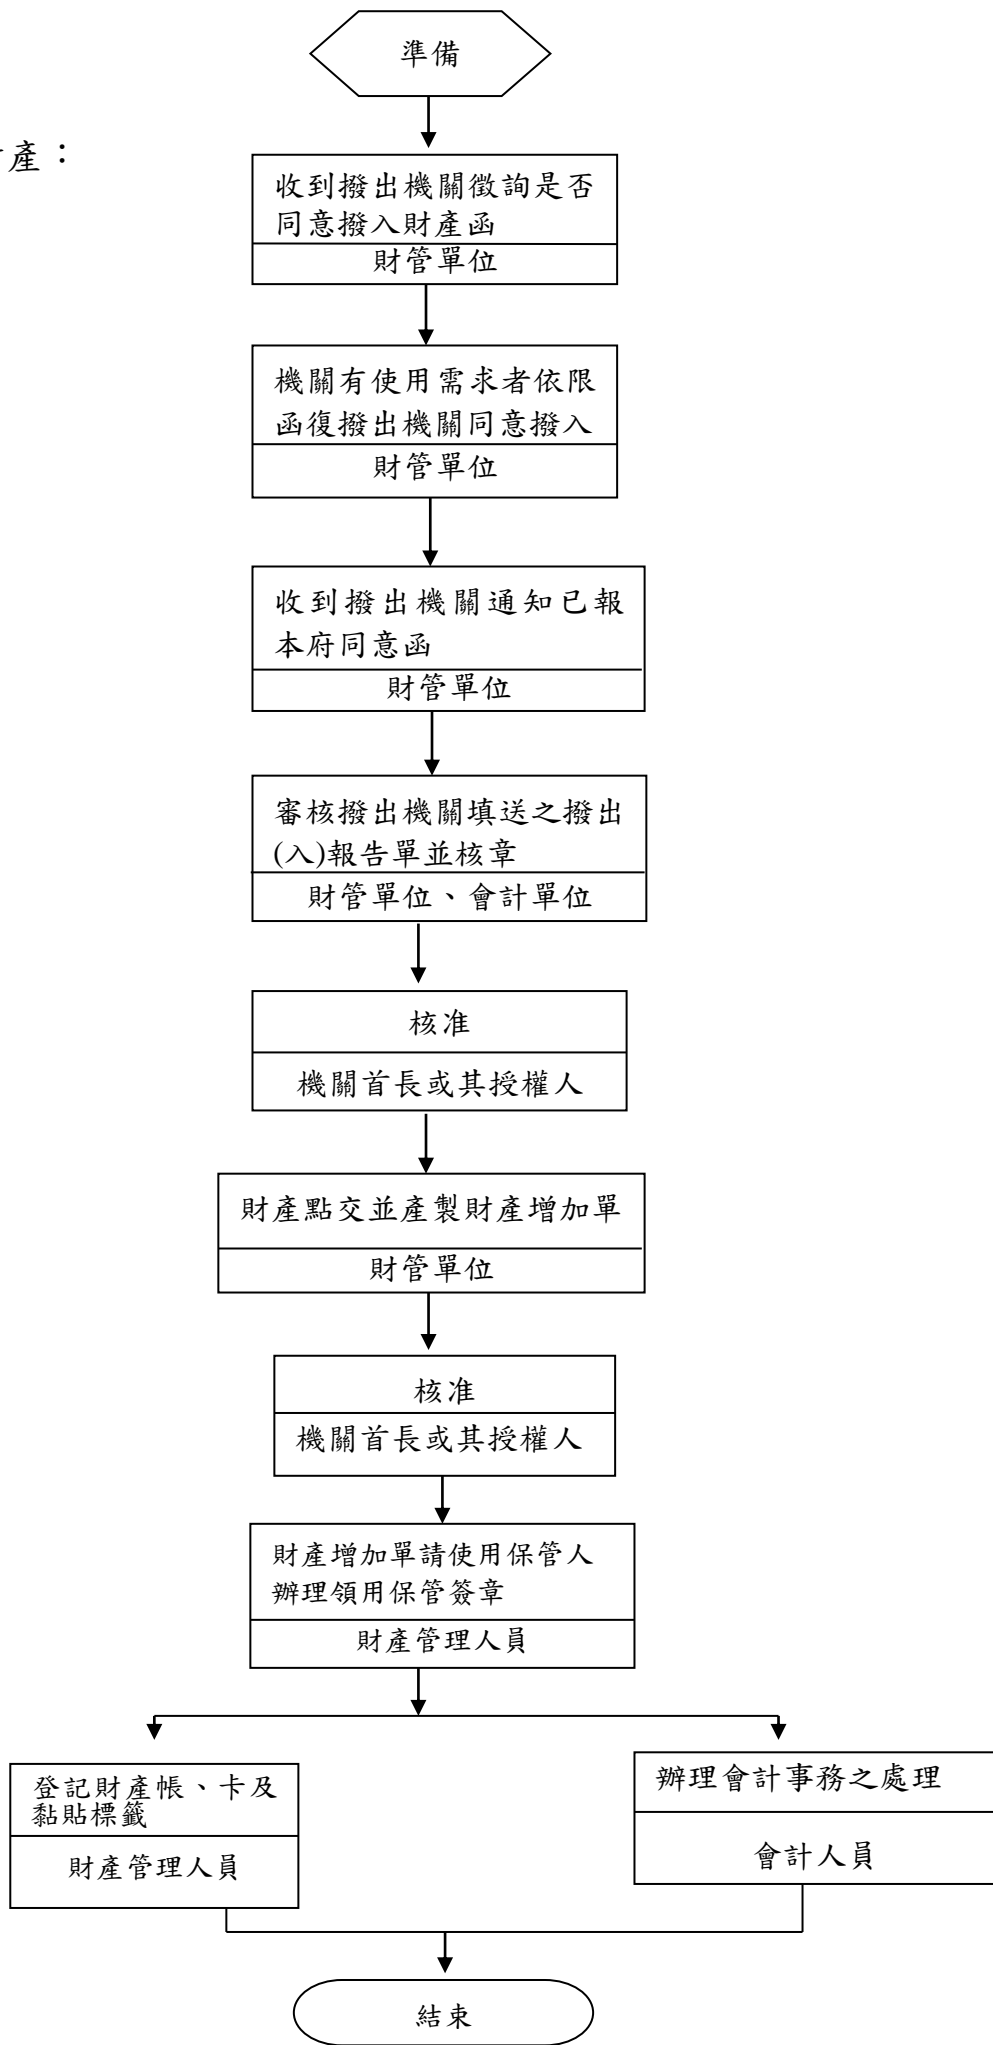 準備
產：
收到撥出機關徵詢是否
同意撥入財產函
財管單位
機關有使用需求者依限
函復撥出機關同意撥入
財管單位
收到撥出機關通知已報
本府同意函
財管單位
審核撥出機關填送之撥出
(入)報告單並核章
財管單位、會計單位
核准
機關首長或其授權人
財產點交並產製財產增加單
財管單位
核准
機關首長或其授權人
財產增加單請使用保管人
辦理領用保管簽章
財產管理人員
登記財產帳、卡及
黏貼標籤
財產管理人員
辦理會計事務之處理
會計人員
結束